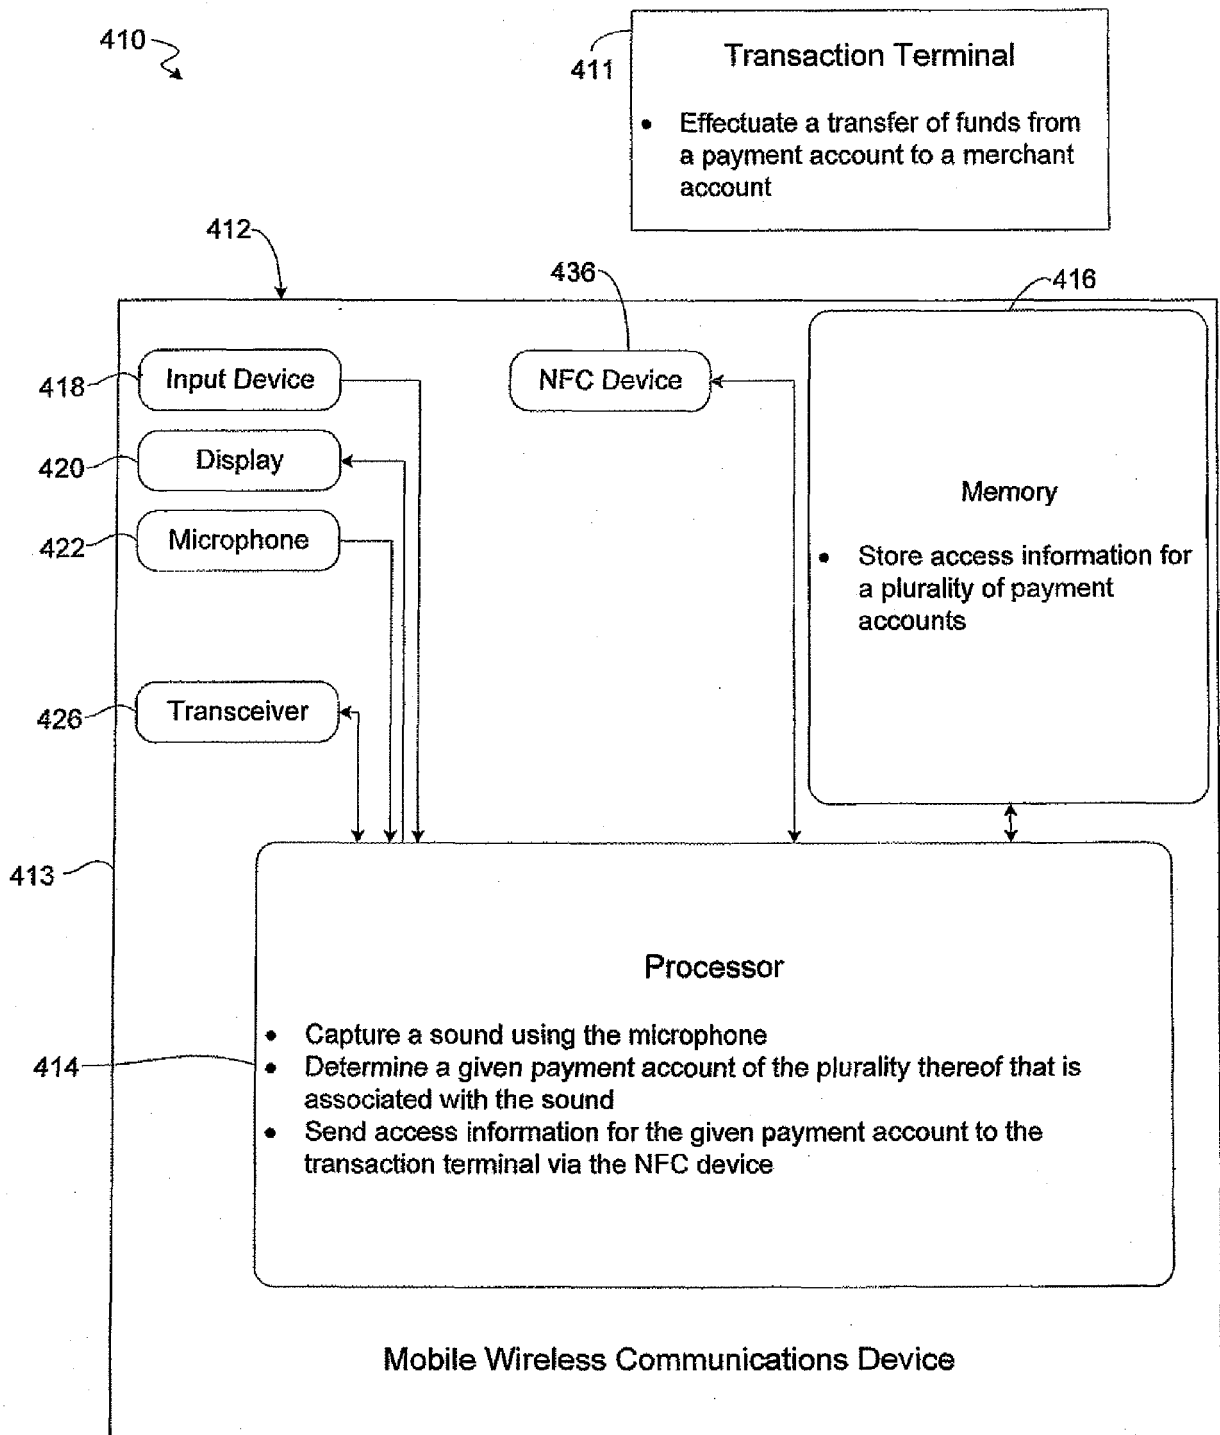 410
411
Transaction Terminal
• Effectuate a transfer of funds from
a payment account to a merchant
account
412
436
416
418
Input Device
NFC Device
420
Display
Memory
422
Microphone
• Store access information for
a plurality of payment
accounts
426
Transceiver
413
Processor
• Capture a sound using the microphone
414
• Determine a given payment account of the plurality thereof that is
associated with the sound
• Send access information for the given payment account to the
transaction terminal via the NFC device
Mobile Wireless Communications Device